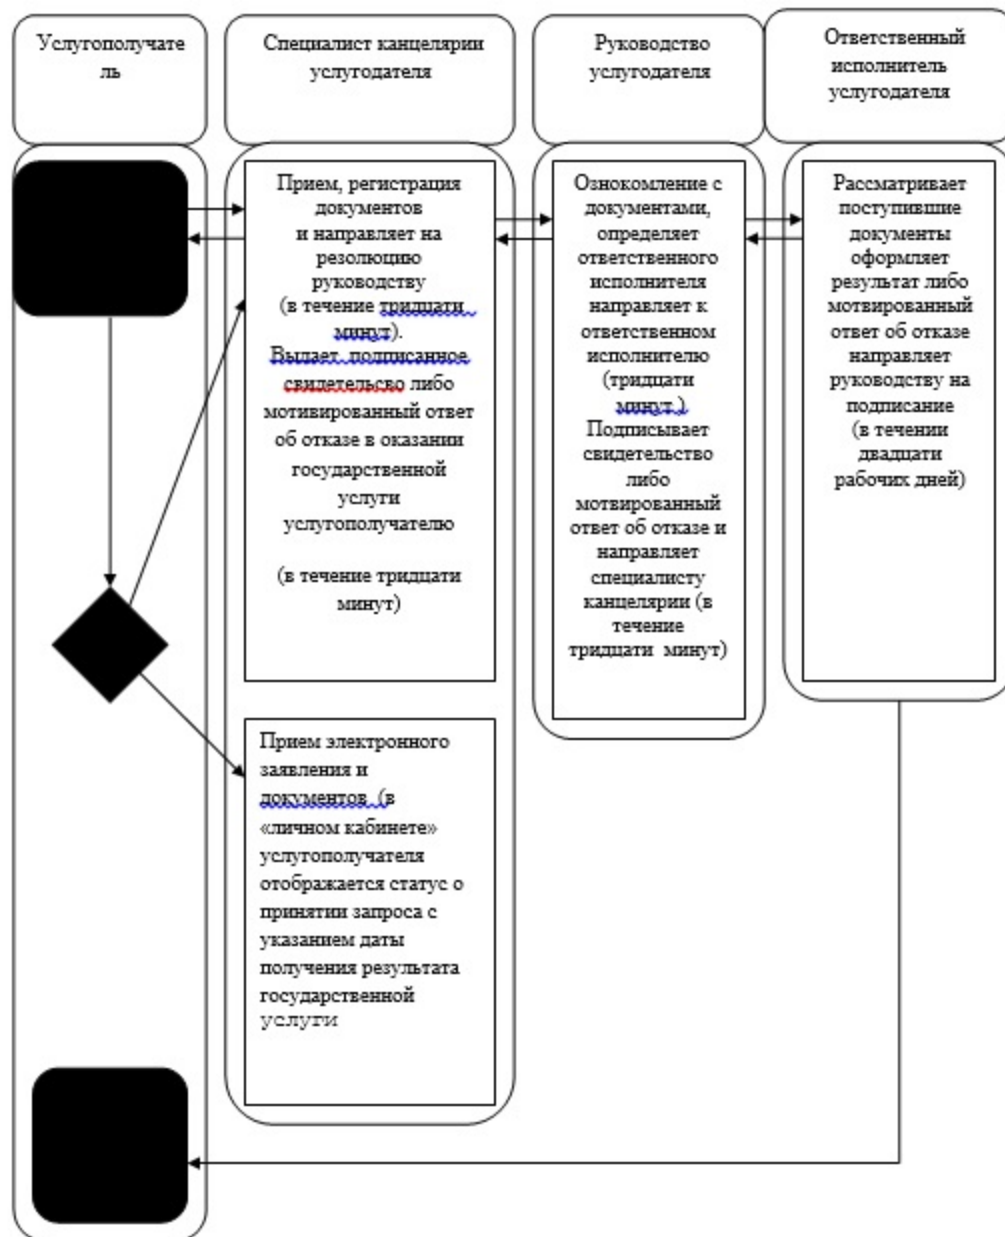 Услугополучате
ль
Специалист канцелярии
услугодателя
Руководство
услугодателя
Ответственный
исполнитель
услугодателя
Прием, регистрация
документов
и направляет на
резолюцию
руководству
(в течение тридцати
минут).
Выдает подписанное
свидетельсво либо
мотивированный ответ
об отказе в оказании
государственной
услуги
услугополучателю
(в течение тридцати
минут)
Прием электронного
заявления и
документов (в
«личном кабинете»
услугополучателя
отображается статус о
принятии запроса с
указанием даты
получения результата
государственной
услуги
Ознокомление с
документами,
определяет
ответственного
исполнителя
направляет к
ответственном
исполнителю
(тридцати
минут.)
Подписывает
свидетельство
либо
мотвированный
ответ об отказе и
направляет
специалисту
канцелярии (в
течение
тридцати минут)
Рассматривает
поступившие
документы
оформляет
результат либо
мотвированный
ответ об отказе
направляет
руководству на
подписание
(в течении
двадцати
рабочих дней)